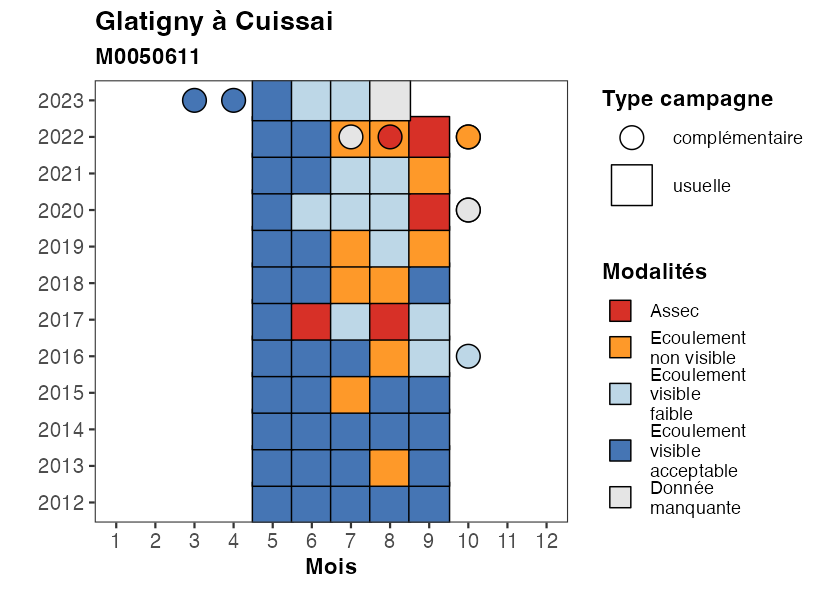 Glatigny à Cuissai
M0050611
2023
2022
2021
2020
2019
2018
2017
2016
2015
2014
2013
2012
1 2 3 4 5 6 7 8 9 10 11 12
Mois
Type campagne
complémentaire
usuelle
Modalités
Assec
Ecoulement
non visible
Ecoulement
visible
faible
Ecoulement
visible
acceptable
Donnée
manquante